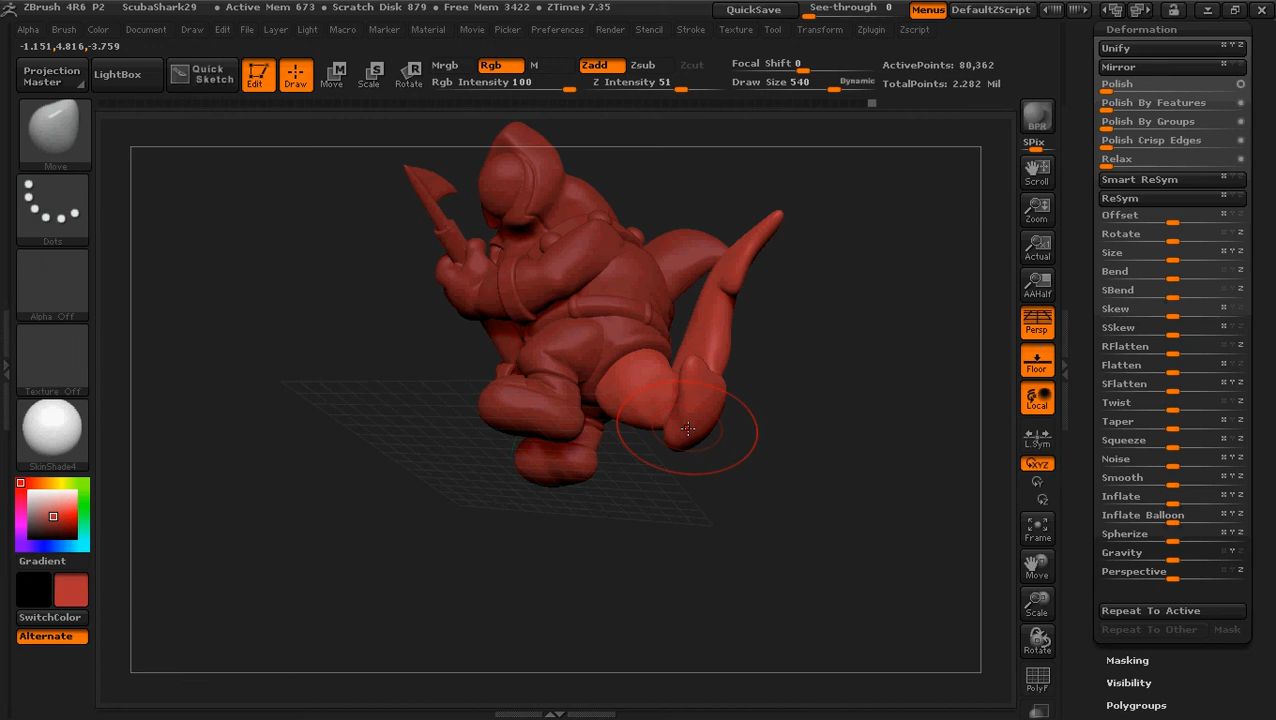 ZBrush 4R6 P2 ScubaShark29 • Active Mem 673 • Scratch Disk 879 • Free Mem 3422 • ZTime▸7.35 QuickSave See-through 0 Menus DefaultZScript
Alpha Brush Color Document Draw Edit File Layer Light Macro Marker Material Movie Picker Preferences Render Stencil Stroke Texture Tool Transform Zplugin Zscript
-1.151,4.816,-3.759
Projection Master
LightBox
Quick Sketch
Edit
Draw
Move
Scale
Rotate
Mrgb Rgb M
Rgb Intensity 100
Zadd Zsub Zcut
Z Intensity 51
Focal Shift 0
Draw Size 540 Dynamic
ActivePoints: 80,362
TotalPoints: 2.282 Mil
Move
Dots
Alpha Off
Texture Off
SkinShade4
Gradient
SwitchColor
Alternate
BPR
SPix
Scroll
Zoom
Actual
AAHalf
Persp
Floor
Local
L.Sym
XYZ
Y
Z
Frame
Move
Scale
Rotate
PolyF
Deformation
Unify X Y Z
Mirror X Y Z
Polish
Polish By Features
Polish By Groups
Polish Crisp Edges
Relax
Smart ReSym X Y Z
ReSym X Y Z
Offset X Y Z
Rotate X Y Z
Size X Y Z
Bend X Y Z
SBend X Y Z
Skew X Y Z
SSkew X Y Z
RFlatten X Y Z
Flatten X Y Z
SFlatten X Y Z
Twist X Y Z
Taper X Y Z
Squeeze X Y Z
Noise X Y Z
Smooth X Y Z
Inflate X Y Z
Inflate Balloon X Y Z
Spherize X Y Z
Gravity X Y Z
Perspective X Y Z
Repeat To Active
Repeat To Other Mask
Masking
Visibility
Polygroups